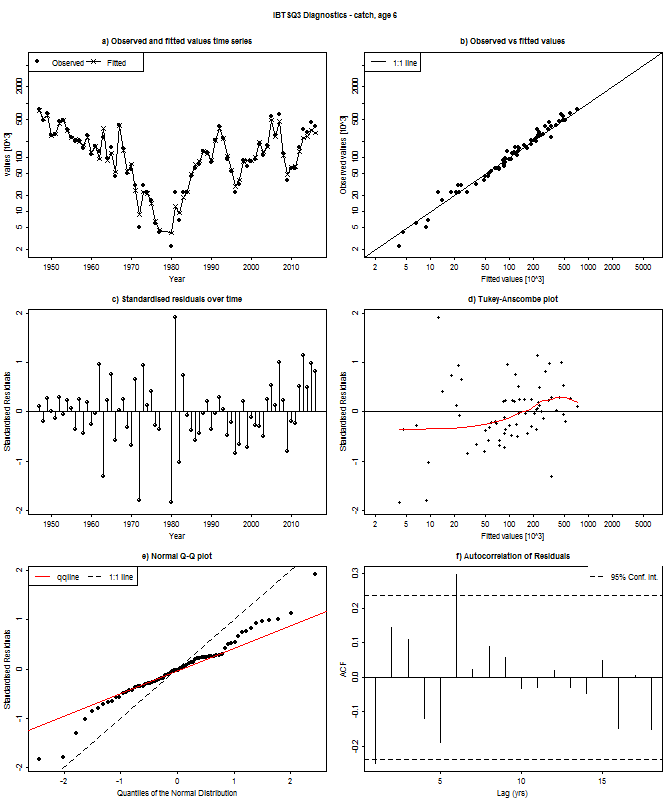 IBTSQ3 Diagnostics - catch, age 6
a) Observed and fitted values time series
Observed
Fitted
values [10^3]
2 5 10 20 50 100 500 2000
1950 1960 1970 1980 1990 2000 2010
Year
b) Observed vs fitted values
1:1 line
Observed values [10^3]
2 5 10 20 50 100 500 2000
2 5 10 20 50 100 200 500 1000 5000
Fitted values [10^3]
c) Standardised residuals over time
Standardised Residuals
-2 -1 0 1 2
1950 1960 1970 1980 1990 2000 2010
Year
d) Tukey-Anscombe plot
Standardised Residuals
-2 -1 0 1 2
2 5 10 20 50 100 200 500 1000 5000
Fitted values [10^3]
e) Normal Q-Q plot
qqline
1:1 line
Standardised Residuals
-2 -1 0 1 2
-2 -1 0 1 2
Quantiles of the Normal Distribution
f) Autocorrelation of Residuals
95% Conf. Int.
ACF
-0.2 -0.1 0.0 0.1 0.2 0.3
5 10 15
Lag (yrs)